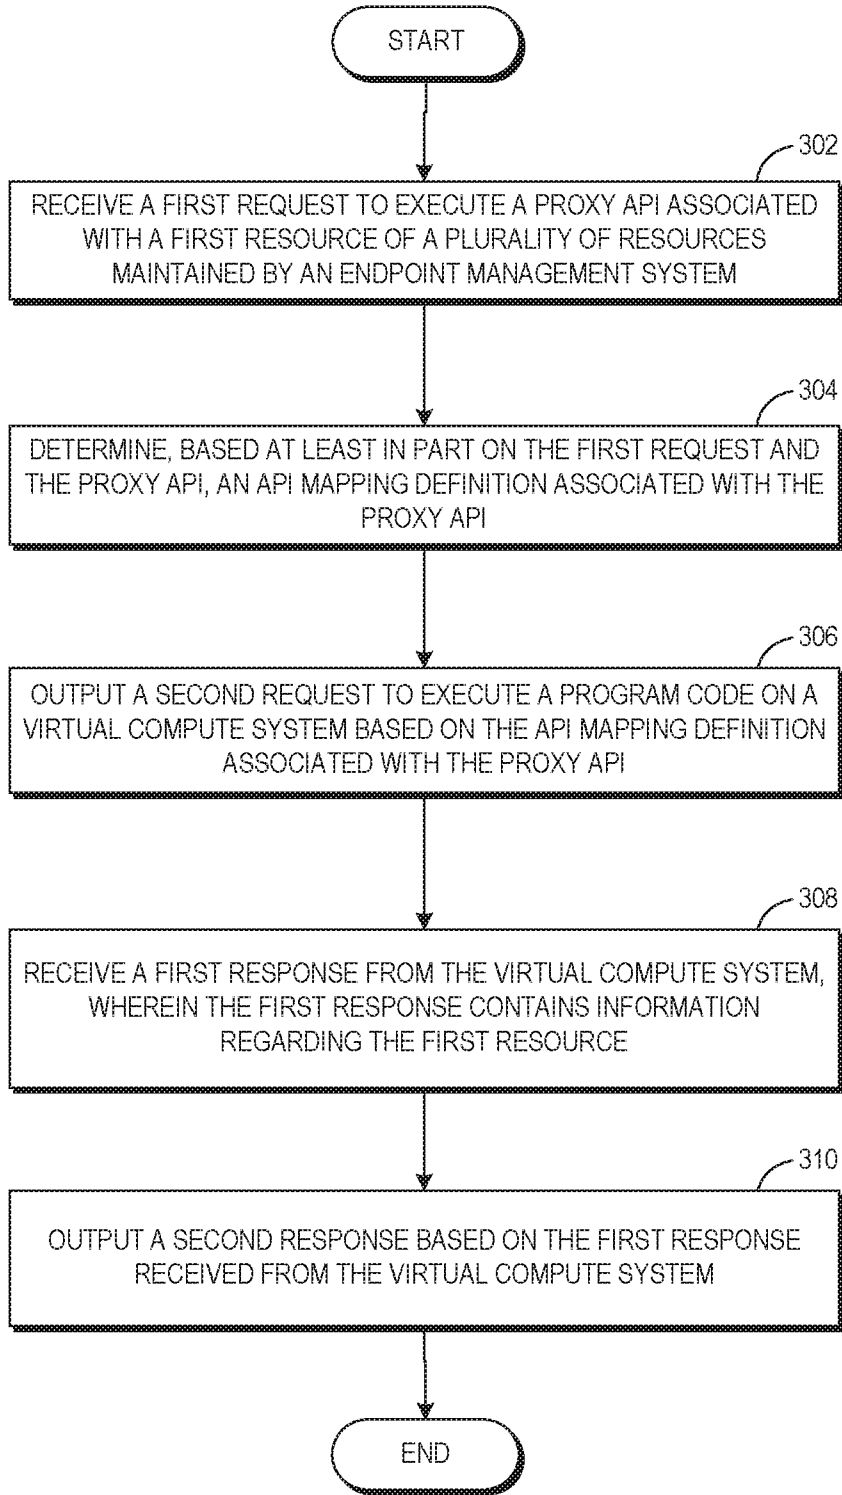 START
302
RECEIVE A FIRST REQUEST TO EXECUTE A PROXY API ASSOCIATED
WITH A FIRST RESOURCE OF A PLURALITY OF RESOURCES
MAINTAINED BY AN ENDPOINT MANAGEMENT SYSTEM
304
DETERMINE, BASED AT LEAST IN PART ON THE FIRST REQUEST AND
THE PROXY API, AN API MAPPING DEFINITION ASSOCIATED WITH THE
PROXY API
306
OUTPUT A SECOND REQUEST TO EXECUTE A PROGRAM CODE ON A
VIRTUAL COMPUTE SYSTEM BASED ON THE API MAPPING DEFINITION
ASSOCIATED WITH THE PROXY API
308
RECEIVE A FIRST RESPONSE FROM THE VIRTUAL COMPUTE SYSTEM,
WHEREIN THE FIRST RESPONSE CONTAINS INFORMATION
REGARDING THE FIRST RESOURCE
310
OUTPUT A SECOND RESPONSE BASED ON THE FIRST RESPONSE
RECEIVED FROM THE VIRTUAL COMPUTE SYSTEM
END